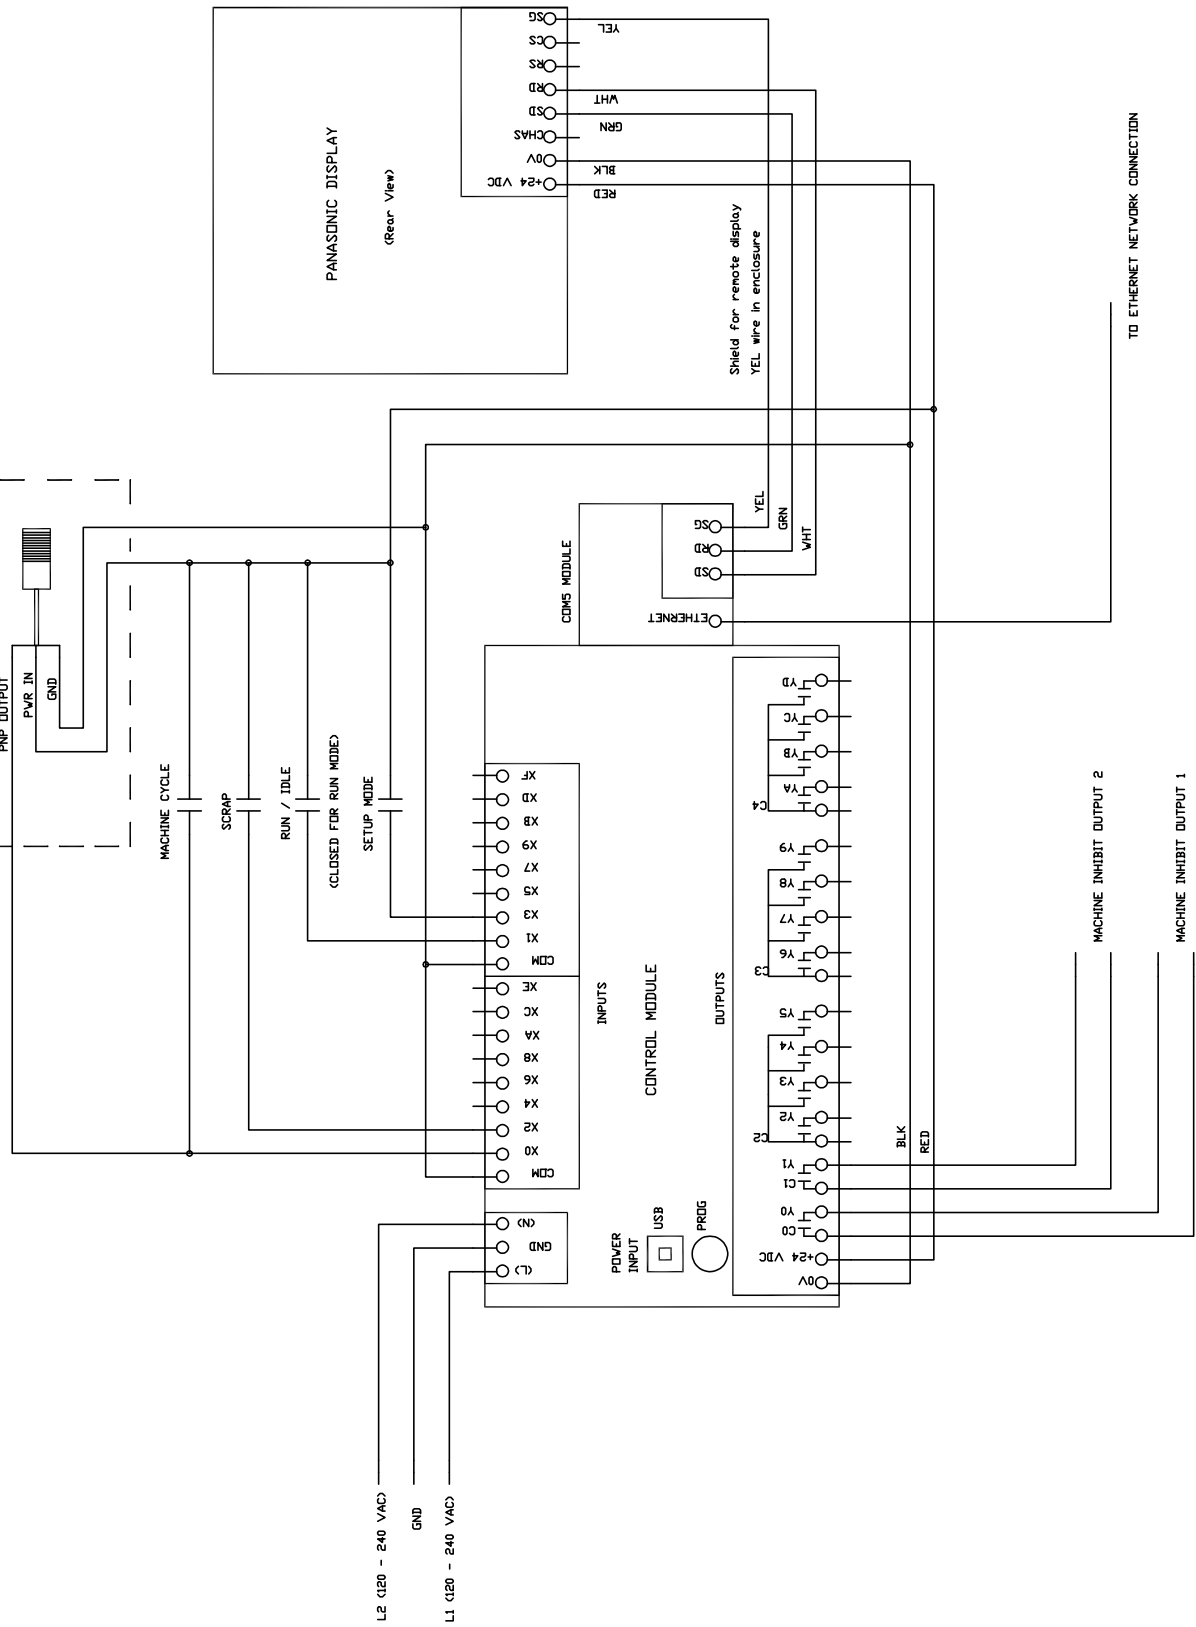 SG
CS
RS
RD
SD
CHAS
0V
+24 VDC
YEL
WHT
GRN
BLK
RED
PANASONIC DISPLAY
(Rear View)
Shield for remote display
YEL wire in enclosure
TO ETHERNET NETWORK CONNECTION
PNP OUTPUT
PWR IN
GND
MACHINE CYCLE
SCRAP
RUN / IDLE
(CLOSED FOR RUN MODE)
SETUP MODE
COM5 MODULE
SG
RD
SD
ETHERNET
YEL
GRN
WHT
XF
XD
XB
X9
X7
X5
X3
X1
COM
XE
XC
XA
X8
X6
X4
X2
X0
COM
INPUTS
CONTROL MODULE
OUTPUTS
YD
YC
YB
YA
C4
Y9
Y8
Y7
Y6
C3
Y5
Y4
Y3
Y2
C2
Y1
C1
Y0
C0
+24 VDC
0V
BLK
RED
MACHINE INHIBIT OUTPUT 2
MACHINE INHIBIT OUTPUT 1
(N)
GND
(L)
POWER
INPUT
USB
PROG
L2 (120 - 240 VAC)
GND
L1 (120 - 240 VAC)